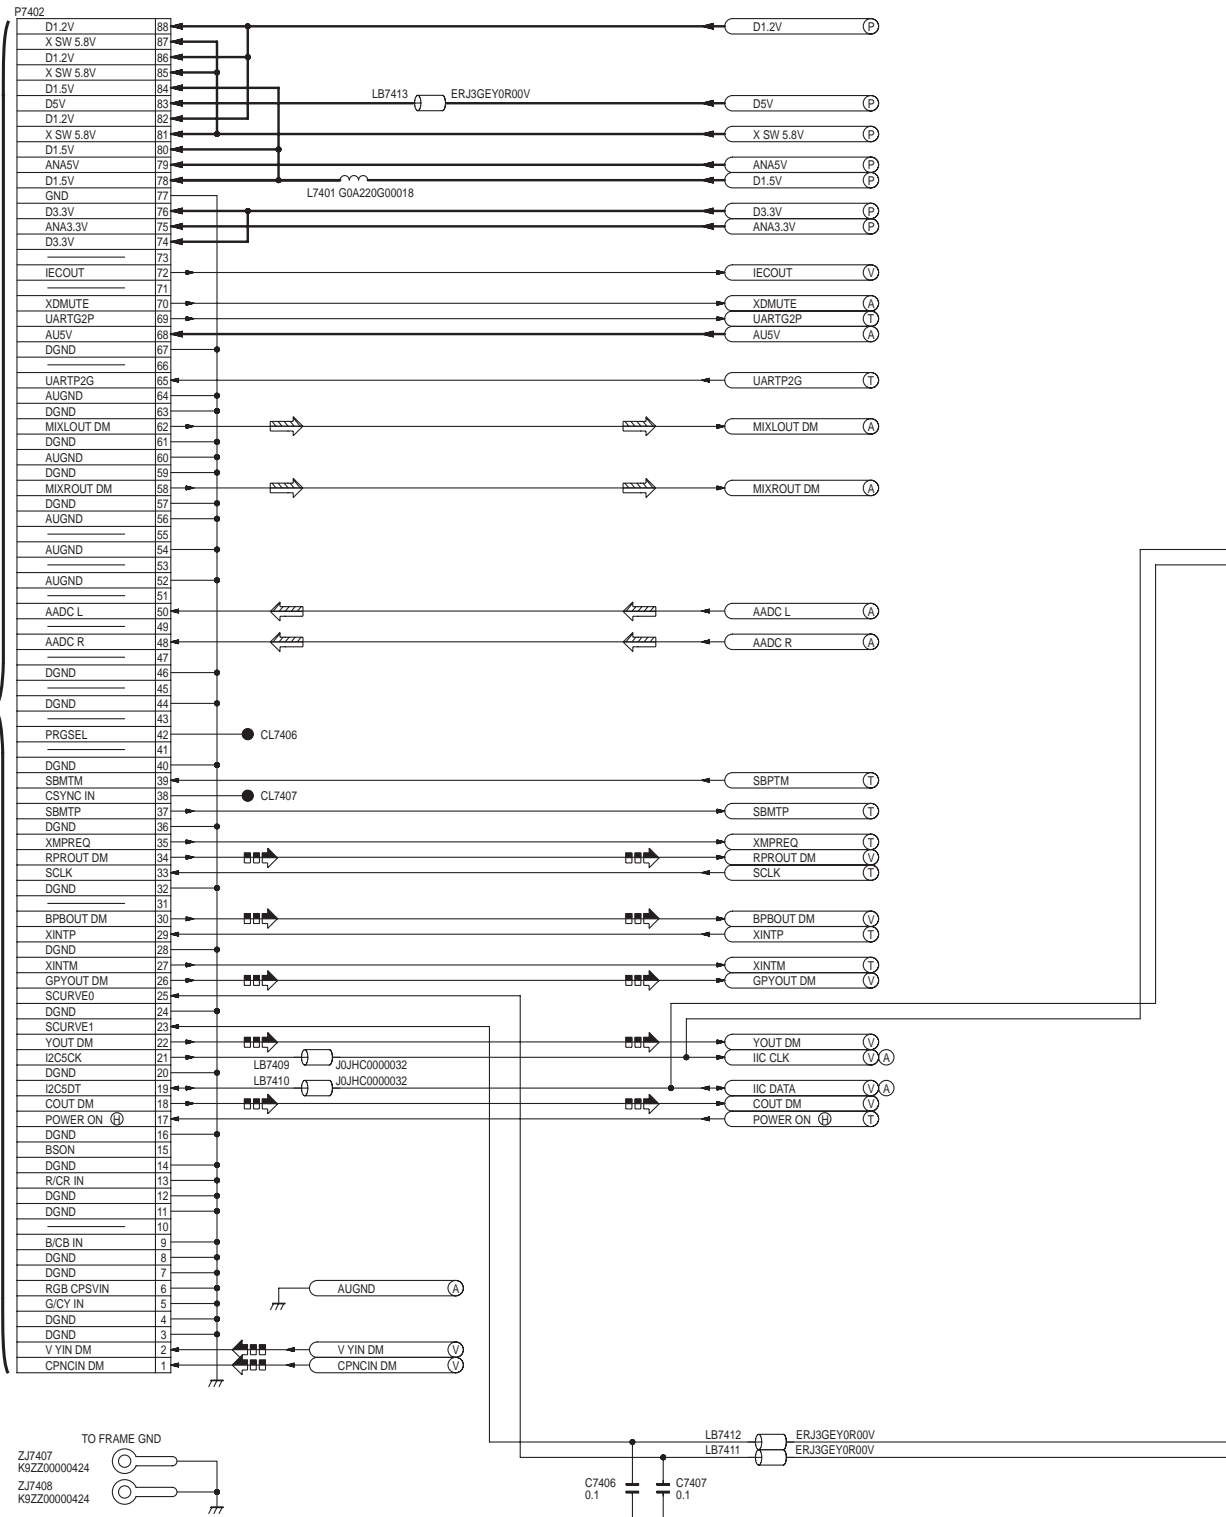 P7402
D1.2V 88 D1.2V P
X SW 5.8V 87
D1.2V 86
X SW 5.8V 85
D1.5V 84
D5V 83 LB7413 ERJ3GEY0R00V D5V P
D1.2V 82
X SW 5.8V 81 X SW 5.8V P
D1.5V 80
ANA5V 79 ANA5V P
D1.5V 78 D1.5V P
L7401 G0A220G00018
GND 77
D3.3V 76 D3.3V P
ANA3.3V 75 ANA3.3V P
D3.3V 74
73
IECOUT 72 IECOUT V
71
XDMUTE 70 XDMUTE A
UARTG2P 69 UARTG2P T
AU5V 68 AU5V A
DGND 67
66
UARTP2G 65 UARTP2G T
AUGND 64
DGND 63
MIXLOUT DM 62 MIXLOUT DM A
DGND 61
AUGND 60
DGND 59
MIXROUT DM 58 MIXROUT DM A
DGND 57
AUGND 56
55
AUGND 54
53
AUGND 52
51
AADC L 50 AADC L A
49
AADC R 48 AADC R A
47
DGND 46
45
DGND 44
43
PRGSEL 42 CL7406
41
DGND 40
SBMTM 39 SBPTM T
CSYNC IN 38 CL7407
SBMTP 37 SBMTP T
DGND 36
XMPREQ 35 XMPREQ T
RPROUT DM 34 RPROUT DM V
SCLK 33 SCLK T
DGND 32
31
BPBOUT DM 30 BPBOUT DM V
XINTP 29 XINTP T
DGND 28
XINTM 27 XINTM T
GPYOUT DM 26 GPYOUT DM V
SCURVE0 25
DGND 24
SCURVE1 23
YOUT DM 22 YOUT DM V
I2C5CK 21 LB7409 J0JHC0000032 IIC CLK V A
DGND 20
I2C5DT 19 LB7410 J0JHC0000032 IIC DATA V A
COUT DM 18 COUT DM V
POWER ON H 17 POWER ON H T
DGND 16
BSON 15
DGND 14
R/CR IN 13
DGND 12
DGND 11
10
B/CB IN 9
DGND 8
DGND 7
RGB CPSVIN 6 AUGND A
G/CY IN 5
DGND 4
DGND 3
V YIN DM 2 V YIN DM V
CPNCIN DM 1 CPNCIN DM V
LB7412 ERJ3GEY0R00V
LB7411 ERJ3GEY0R00V
TO FRAME GND
ZJ7407
K9ZZ00000424
ZJ7408
K9ZZ00000424
C7406
0.1
C7407
0.1